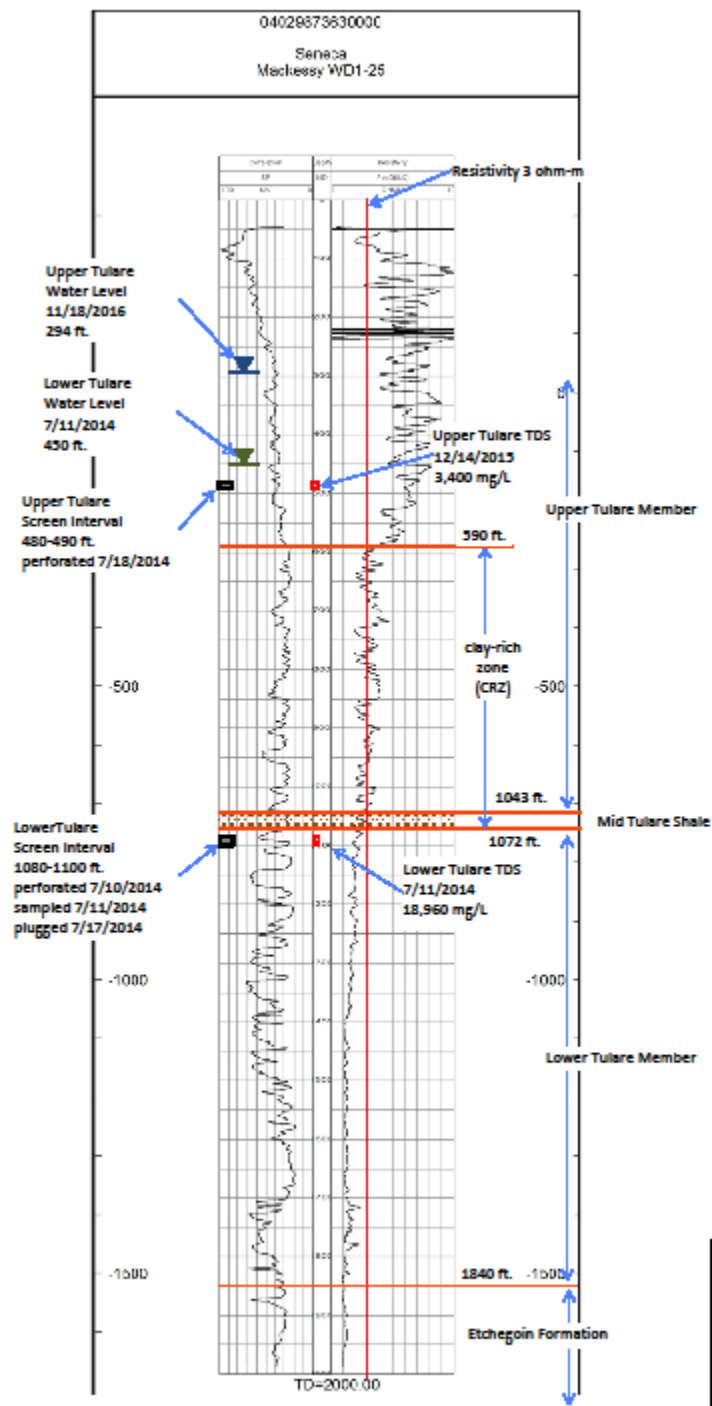 04029873630000
Seneca
Mackessy WD1-25
Resistivity 3 ohm-m
Upper Tulare
Water Level
11/18/2016
294 ft.
0
Lower Tulare
Water Level
7/11/2014
450 ft.
Upper Tulare TDS
12/14/2015
3,400 mg/L
Upper Tulare Member
Upper Tulare
Screen Interval
480-490 ft.
perforated 7/18/2014
590 ft.
clay-rich
zone
(CRZ)
-500
-500
1043 ft.
Mid Tulare Shale
1072 ft.
LowerTulare
Screen Interval
1080-1100 ft.
perforated 7/10/2014
sampled 7/11/2014
plugged 7/17/2014
Lower Tulare TDS
7/11/2014
18,960 mg/L
-1000
-1000
Lower Tulare Member
-1500
1840 ft.
-1500
Etchegoin Formation
TD=2000.00